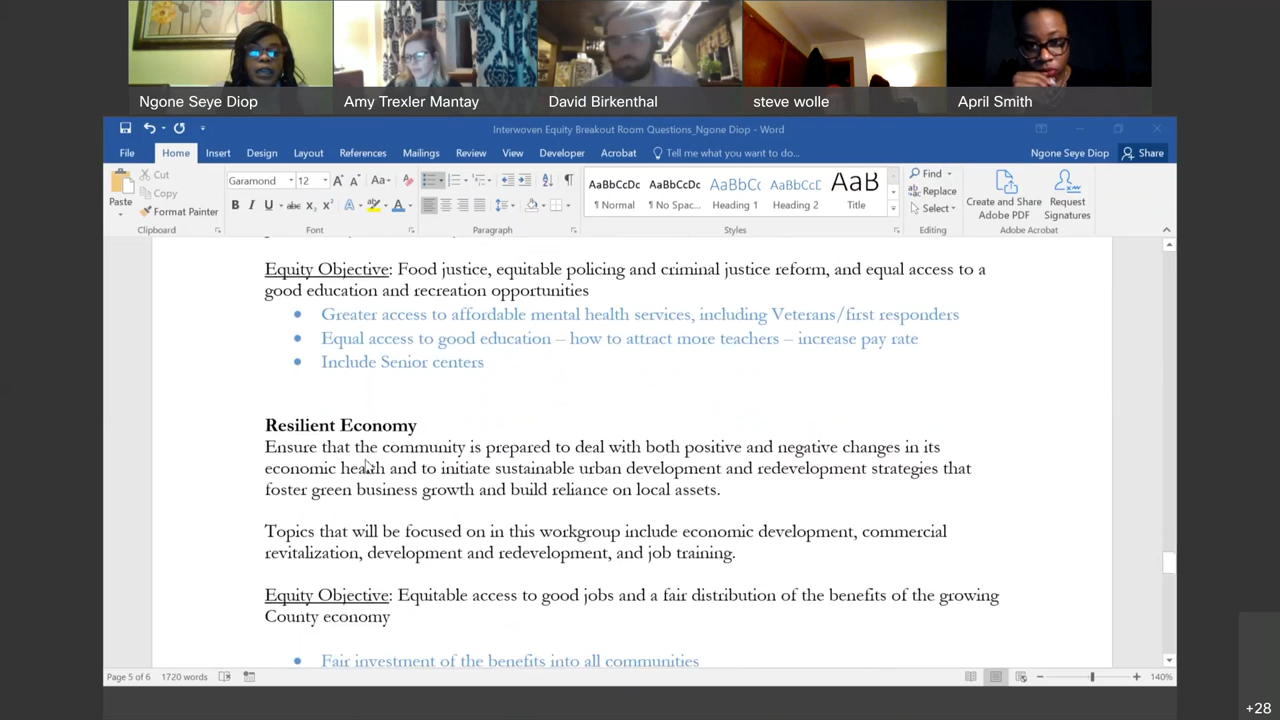 Ngone Seye Diop
Amy Trexler Mantay
David Birkenthal
steve wolle
April Smith
Interwoven Equity Breakout Room Questions_Ngone Diop - Word
File Home Insert Design Layout References Mailings Review View Developer Acrobat Tell me what you want to do... Ngone Seye Diop Share
Paste
Cut
Copy
Format Painter
Clipboard
Garamond 12
Font
Paragraph
AaBbCcDc AaBbCcDc AaBbCc AaBbCcD AaB
¶ Normal ¶ No Spac... Heading 1 Heading 2 Title
Styles
Find
Replace
Select
Editing
Create and Share
Adobe PDF
Request
Signatures
Adobe Acrobat
Equity Objective: Food justice, equitable policing and criminal justice reform, and equal access to a
good education and recreation opportunities
• Greater access to affordable mental health services, including Veterans/first responders
• Equal access to good education – how to attract more teachers – increase pay rate
• Include Senior centers
Resilient Economy
Ensure that the community is prepared to deal with both positive and negative changes in its
economic health and to initiate sustainable urban development and redevelopment strategies that
foster green business growth and build reliance on local assets.
Topics that will be focused on in this workgroup include economic development, commercial
revitalization, development and redevelopment, and job training.
Equity Objective: Equitable access to good jobs and a fair distribution of the benefits of the growing
County economy
• Fair investment of the benefits into all communities
Page 5 of 6 1720 words 140%
+28